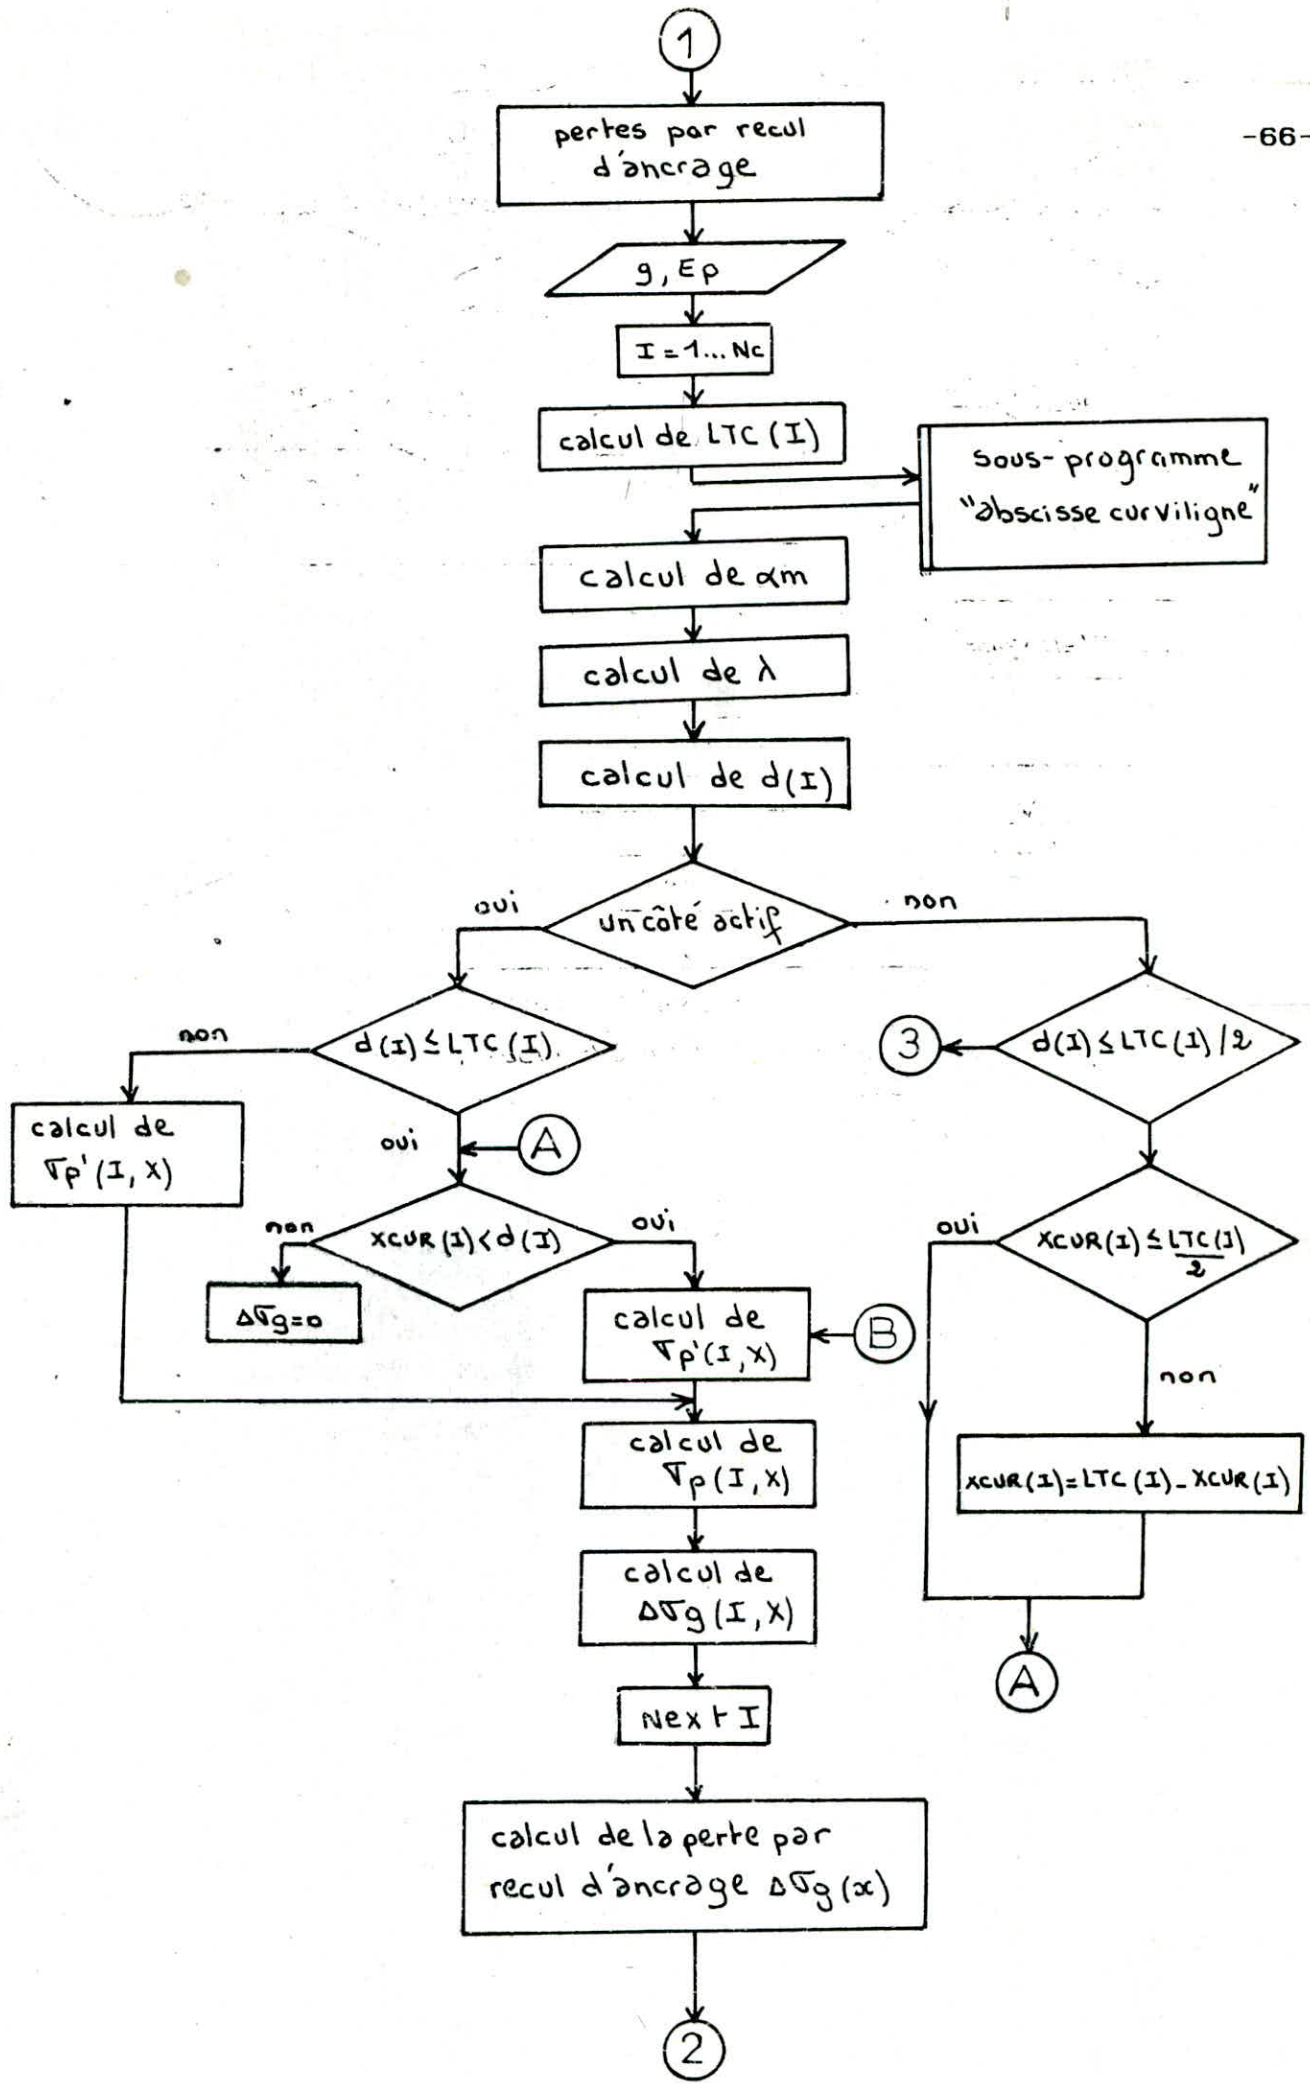 1
-66-
pertes par recul
d'ancrage
g, Ep
I = 1... Nc
calcul de LTC (I)
sous-programme
"abscisse curviligne"
calcul de αm
calcul de λ
calcul de d(I)
un côté actif
oui
non
d(I) ≤ LTC (I)
non
oui
3
d(I) ≤ LTC (I) /2
calcul de
σp'(I, X)
A
XCUR(I) < d(I)
non
oui
XCUR(I) ≤ LTC(I)
2
oui
non
Δσg=0
calcul de
σp'(I, X)
B
calcul de
σp (I, X)
XCUR(I) = LTC (I) - XCUR(I)
calcul de
Δσg (I, X)
A
Next I
calcul de la perte par
recul d'ancrage Δσg (x)
2